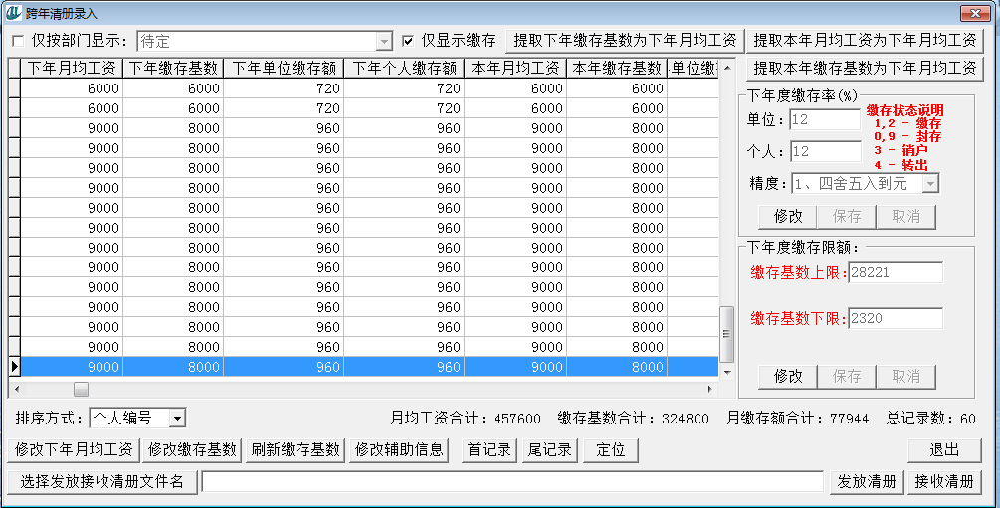 跨年清册录入
仅按部门显示: 待定 仅显示缴存 提取下年缴存基数为下年月均工资 提取本年月均工资为下年月均工资
提取本年缴存基数为下年月均工资
下年月均工资 下年缴存基数 下年单位缴存额 下年个人缴存额 本年月均工资 本年缴存基数 单位缴
6000 6000 720 720 6000 6000
6000 6000 720 720 6000 6000
9000 8000 960 960 9000 8000
9000 8000 960 960 9000 8000
9000 8000 960 960 9000 8000
9000 8000 960 960 9000 8000
9000 8000 960 960 9000 8000
9000 8000 960 960 9000 8000
9000 8000 960 960 9000 8000
9000 8000 960 960 9000 8000
9000 8000 960 960 9000 8000
9000 8000 960 960 9000 8000
9000 8000 960 960 9000 8000
9000 8000 960 960 9000 8000
9000 8000 960 960 9000 8000
下年度缴存率(%)
单位: 12
个人: 12
缴存状态说明
1,2 - 缴存
0,9 - 封存
3 - 销户
4 - 转出
精度: 1、四舍五入到元
修改 保存 取消
下年度缴存限额:
缴存基数上限: 28221
缴存基数下限: 2320
修改 保存 取消
排序方式: 个人编号 月均工资合计: 457600 缴存基数合计: 324800 月缴存额合计: 77944 总记录数: 60
修改下年月均工资 修改缴存基数 刷新缴存基数 修改辅助信息 首记录 尾记录 定位 退出
选择发放接收清册文件名 发放清册 接收清册